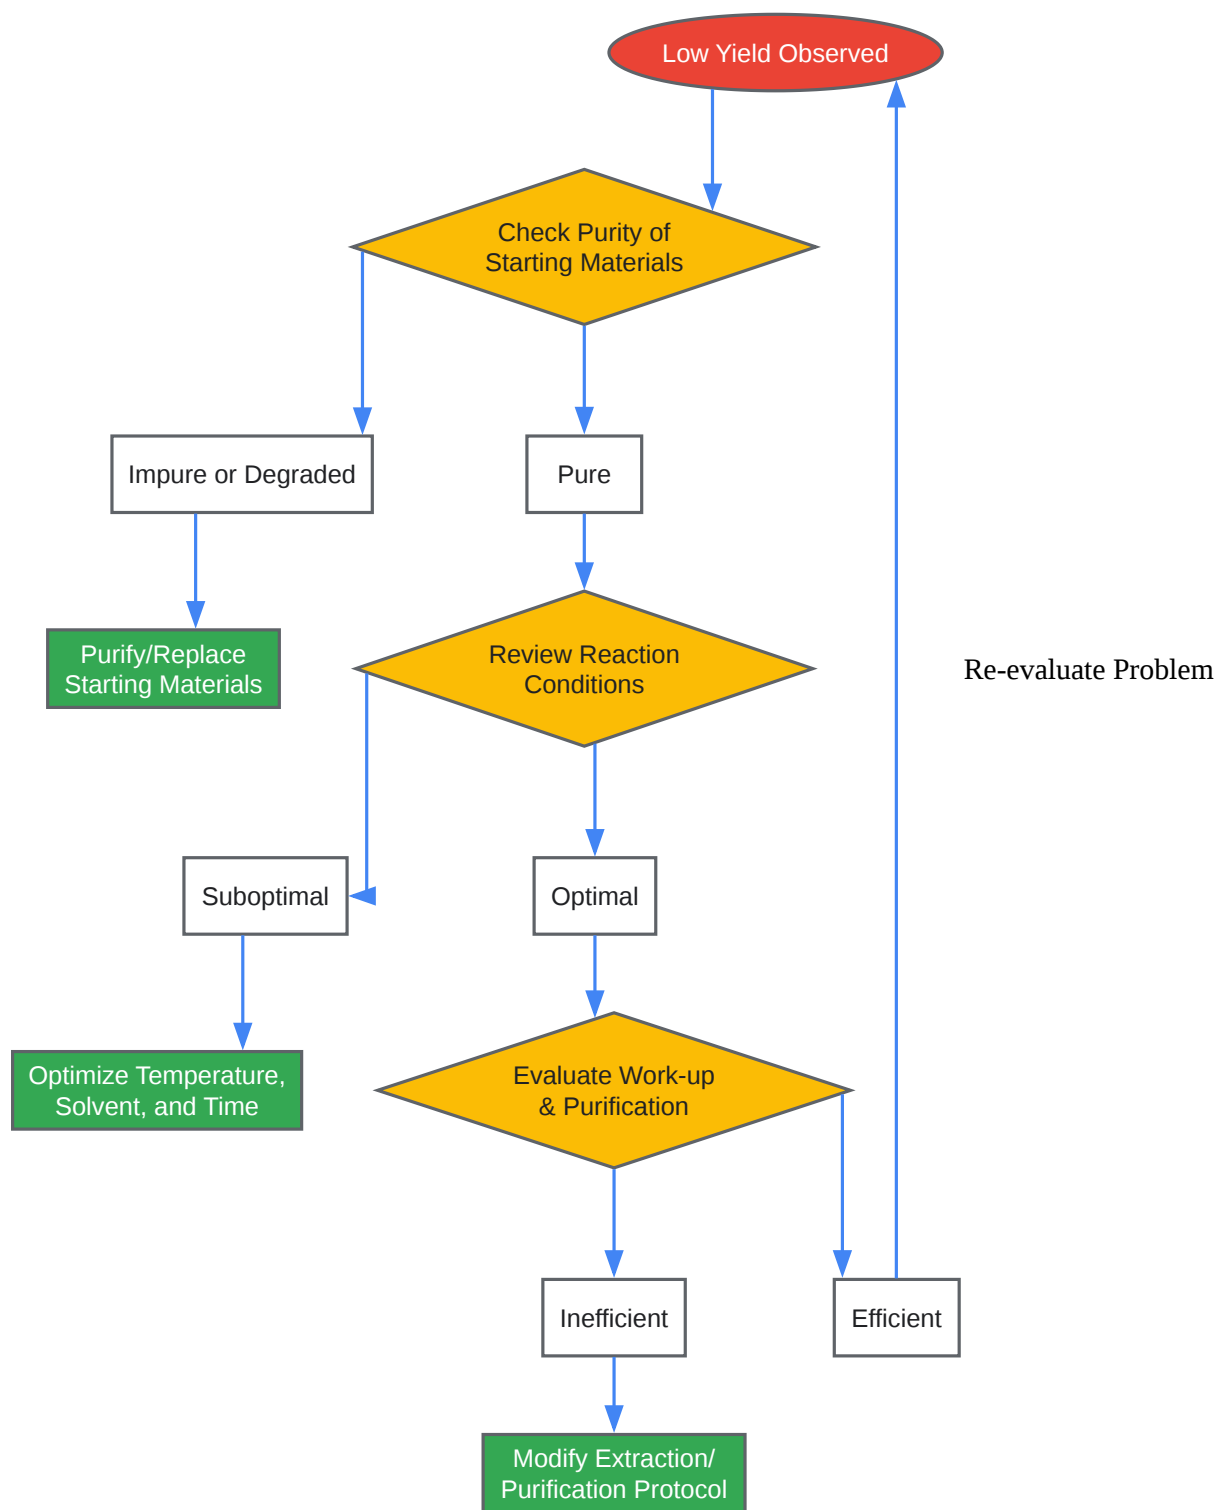 Low Yield Observed
Check Purity of
Starting Materials
Impure or Degraded
Pure
Purify/Replace
Starting Materials
Review Reaction
Conditions
Re-evaluate Problem
Suboptimal
Optimal
Optimize Temperature,
Solvent, and Time
Evaluate Work-up
& Purification
Inefficient
Efficient
Modify Extraction/
Purification Protocol